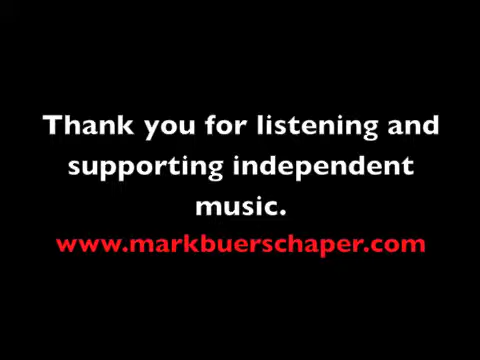 Thank you for listening and
supporting independent
music.
www.markbuerschaper.com